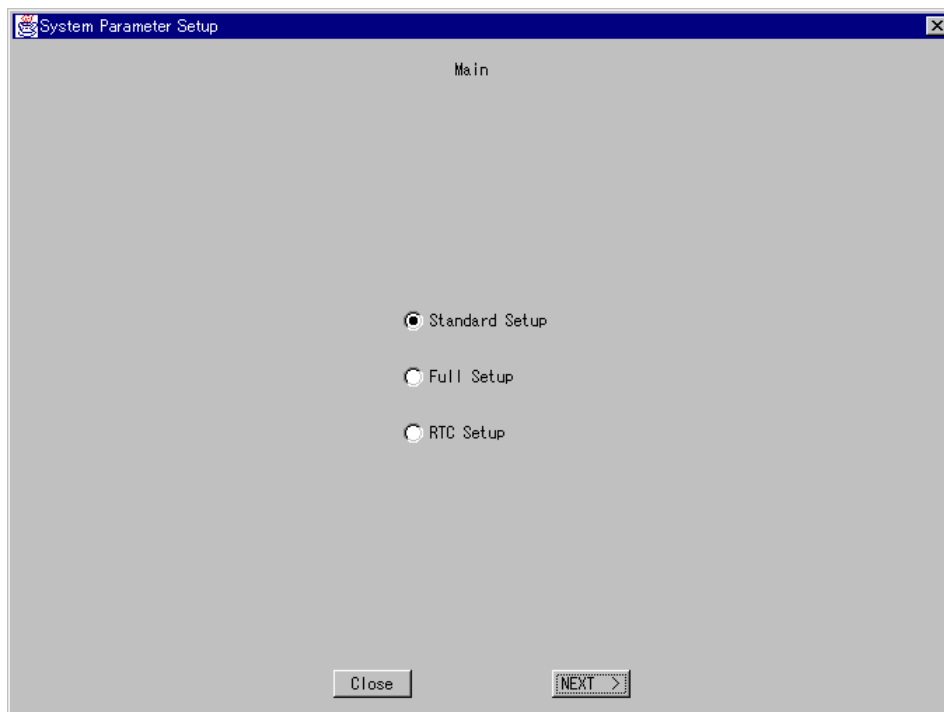 System Parameter Setup
Main
Standard Setup
Full Setup
RTC Setup
Close NEXT >